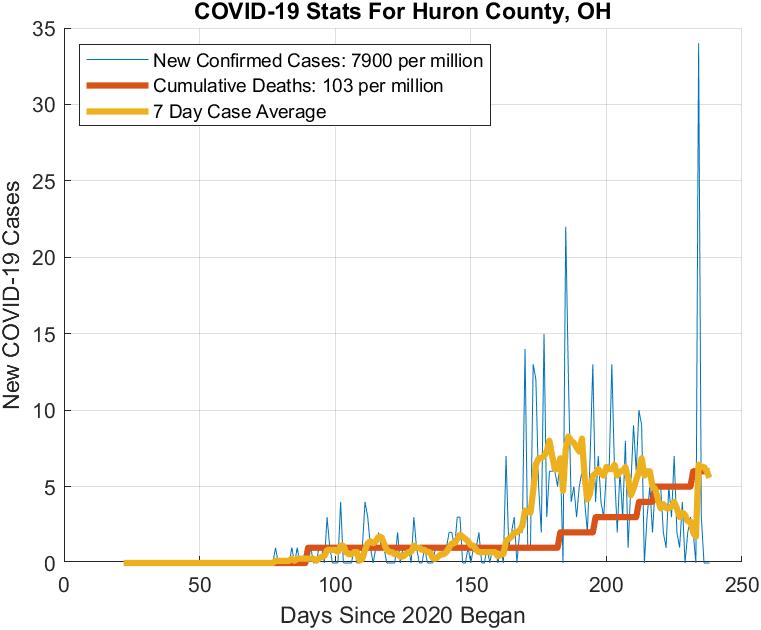 COVID-19 Stats For Huron County, OH
New Confirmed Cases: 7900 per million
Cumulative Deaths: 103 per million
7 Day Case Average
New COVID-19 Cases
35
30
25
20
15
10
5
0
0 50 100 150 200 250
Days Since 2020 Began